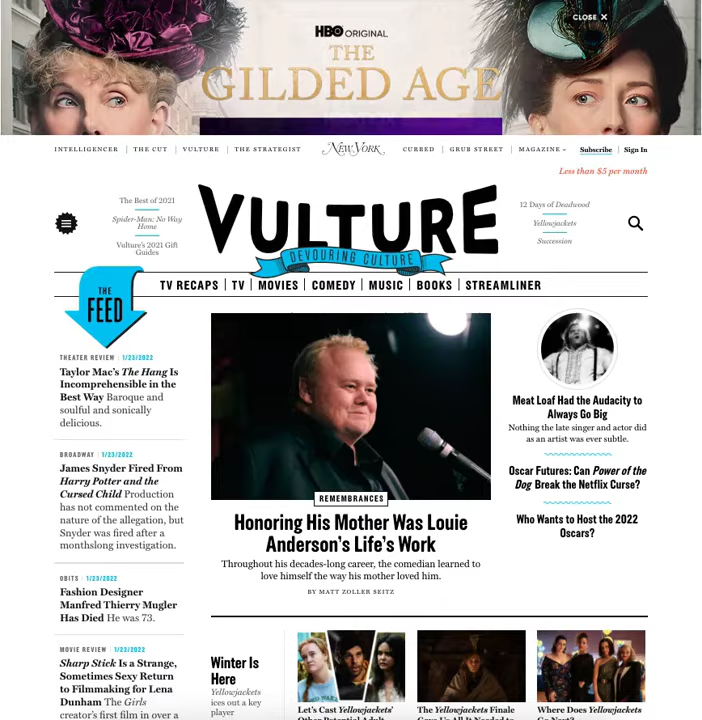 HBO ORIGINAL
THE
GILDED AGE
CLOSE ✕
INTELLIGENCER | THE CUT | VULTURE | THE STRATEGIST
NEW YORK
CURBED | GRUB STREET | MAGAZINE
Subscribe | Sign In
Less than $5 per month
The Best of 2021
Spider-Man: No Way
Home
Vulture's 2021 Gift
Guides
VULTURE
DEVOURING CULTURE
12 Days of Deadwood
Yellowjackets
Succession
TV RECAPS | TV | MOVIES | COMEDY | MUSIC | BOOKS | STREAMLINER
THE
FEED
THEATER REVIEW | 1/23/2022
Taylor Mac's The Hang Is
Incomprehensible in the
Best Way Baroque and
soulful and sonically
delicious.
BROADWAY | 1/23/2022
James Snyder Fired From
Harry Potter and the
Cursed Child Production
has not commented on the
nature of the allegation, but
Snyder was fired after a
monthslong investigation.
OBITS | 1/23/2022
Fashion Designer
Manfred Thierry Mugler
Has Died He was 73.
MOVIE REVIEW | 1/23/2022
Sharp Stick Is a Strange,
Sometimes Sexy Return
to Filmmaking for Lena
Dunham The Girls
creator's first film in over a
REMEMBRANCES
Honoring His Mother Was Louie
Anderson's Life's Work
Throughout his decades-long career, the comedian learned to
love himself the way his mother loved him.
BY MATT ZOLLER SEITZ
Meat Loaf Had the Audacity to
Always Go Big
Nothing the late singer and actor did
as an artist was ever subtle.
Oscar Futures: Can Power of the
Dog Break the Netflix Curse?
Who Wants to Host the 2022
Oscars?
Winter Is
Here
Yellowjackets
ices out a key
player
Let's Cast Yellowjackets'
Other Potential Adult
The Yellowjackets Finale
Gave Us All It Needed to
Where Does Yellowjackets
Go Next?